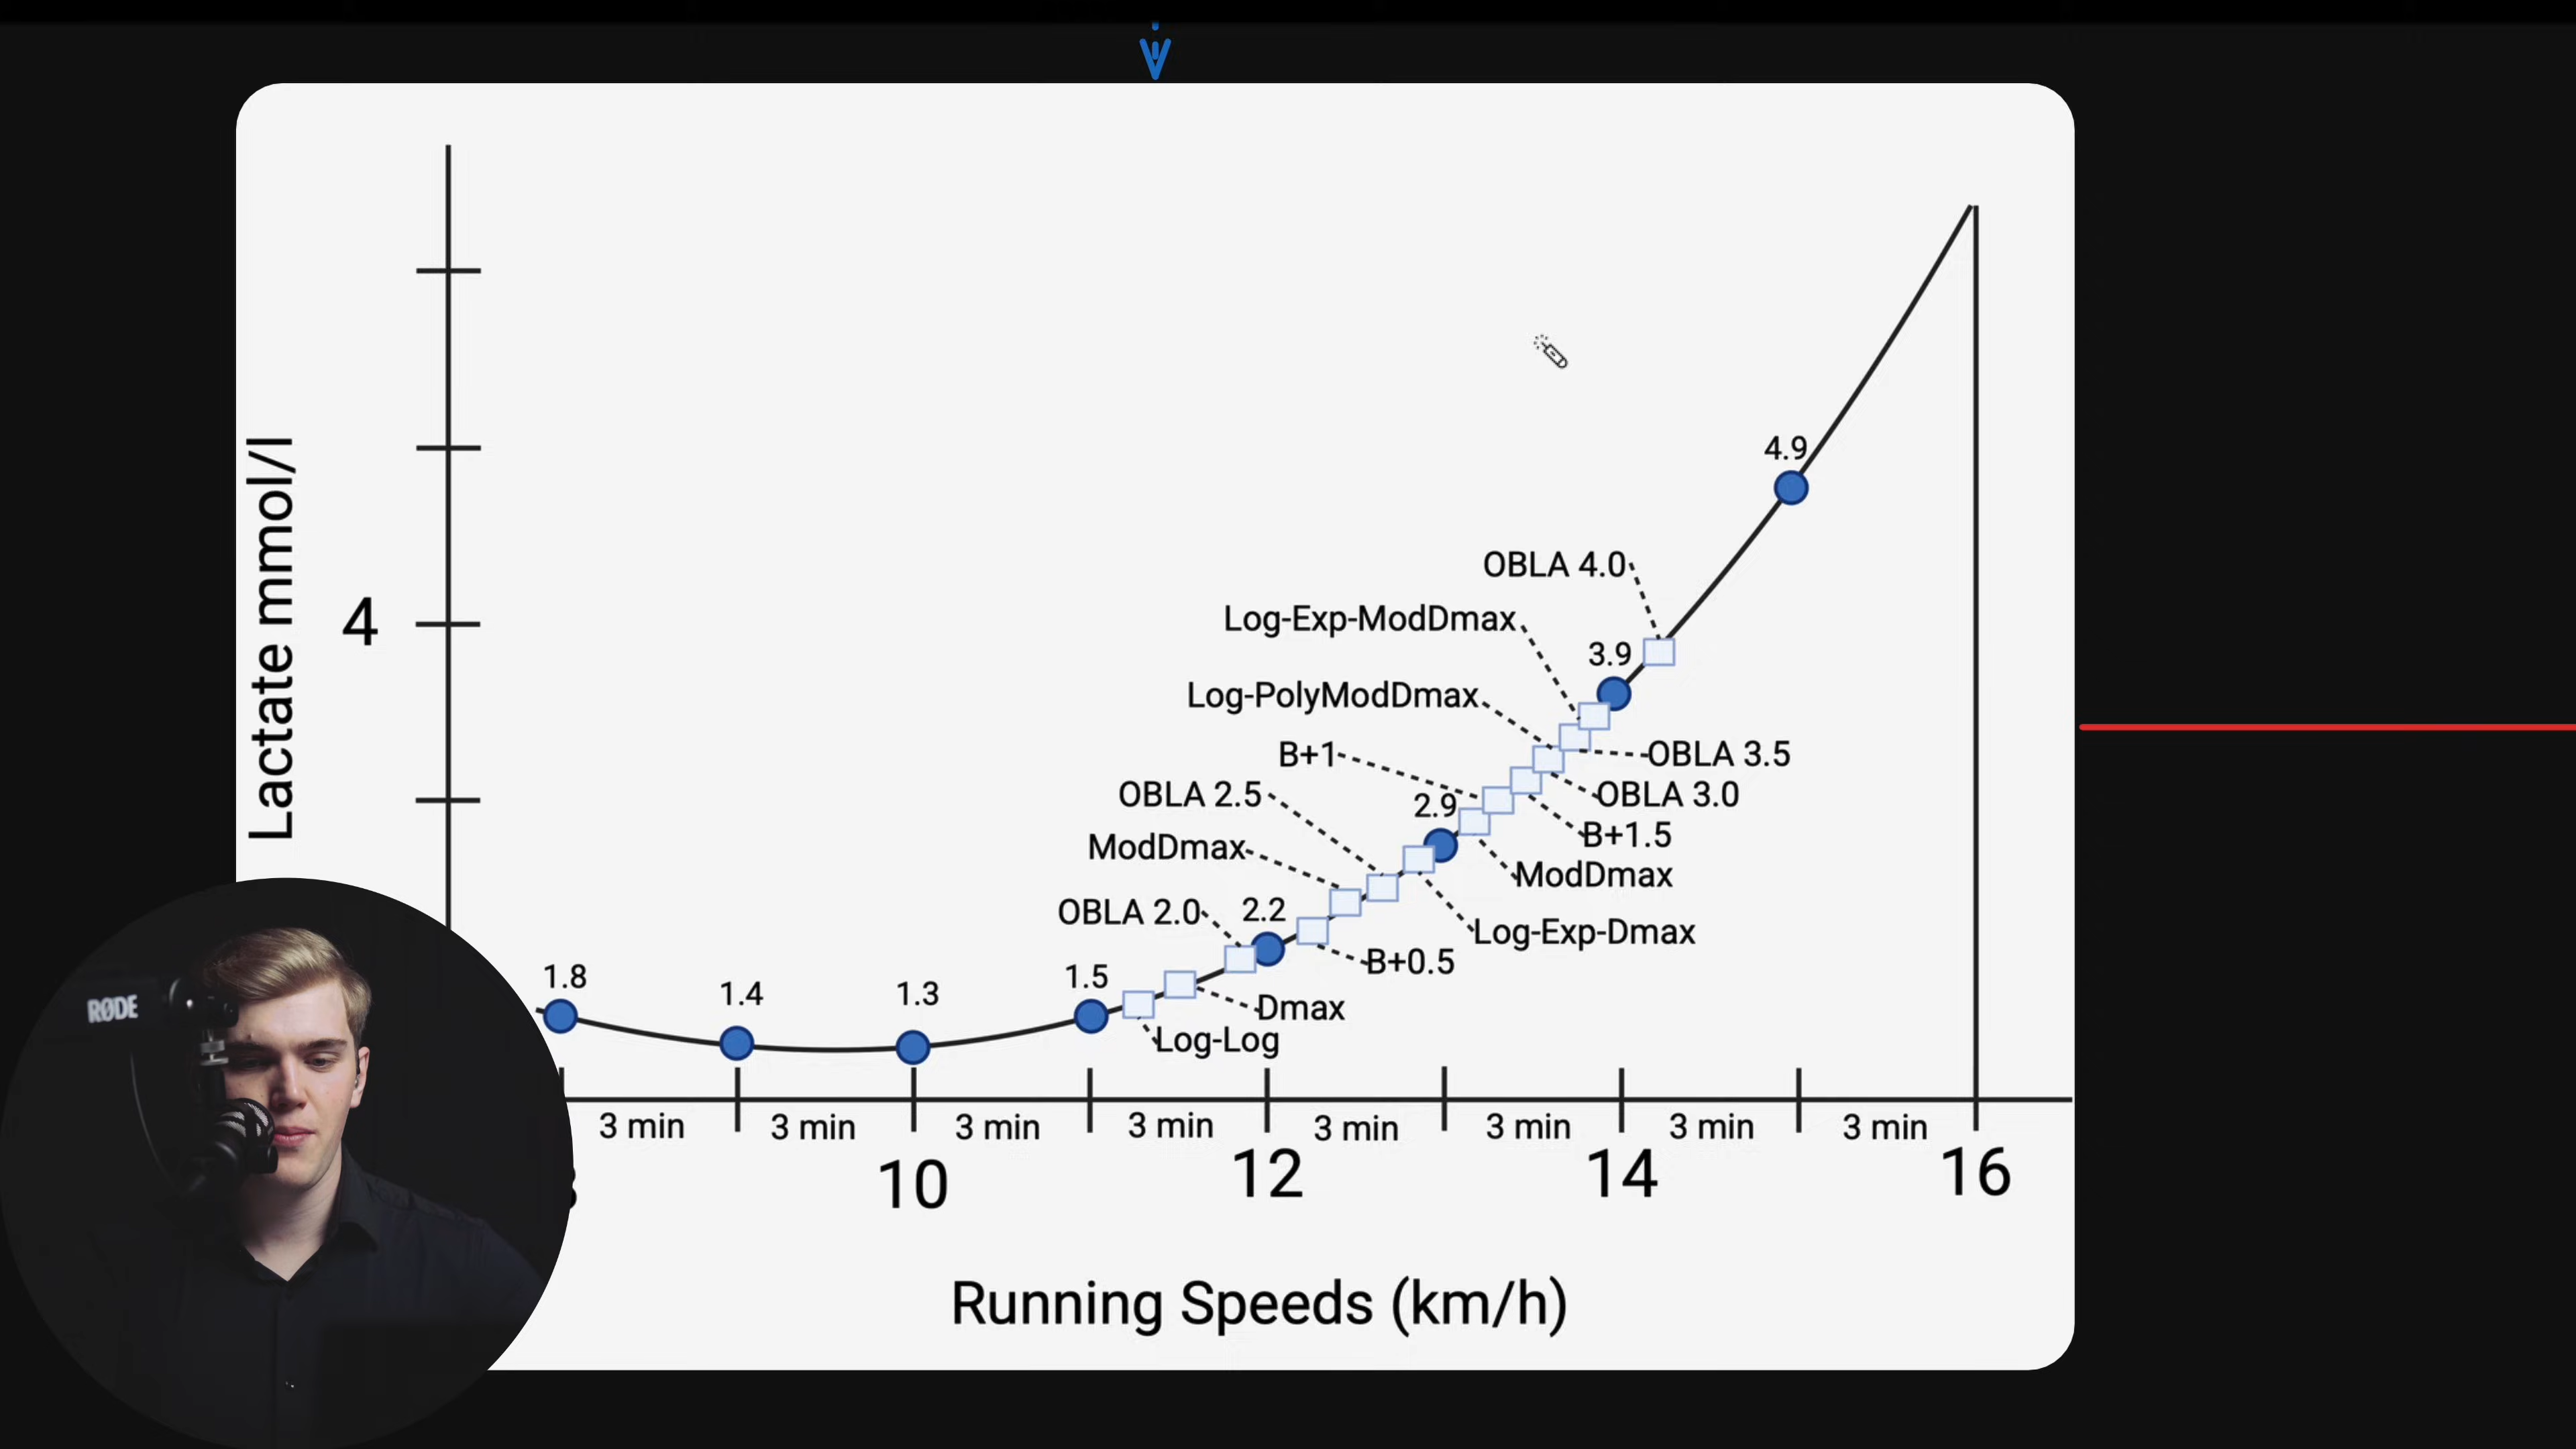 Lactate mmol/l
4
4.9
OBLA 4.0
Log-Exp-ModDmax
3.9
Log-PolyModDmax
B+1
OBLA 3.5
OBLA 2.5
2.9
OBLA 3.0
B+1.5
ModDmax
ModDmax
OBLA 2.0
2.2
Log-Exp-Dmax
B+0.5
1.8
1.4
1.3
1.5
Dmax
Log-Log
3 min
3 min
3 min
3 min
3 min
3 min
3 min
3 min
10
12
14
16
Running Speeds (km/h)
RØDE